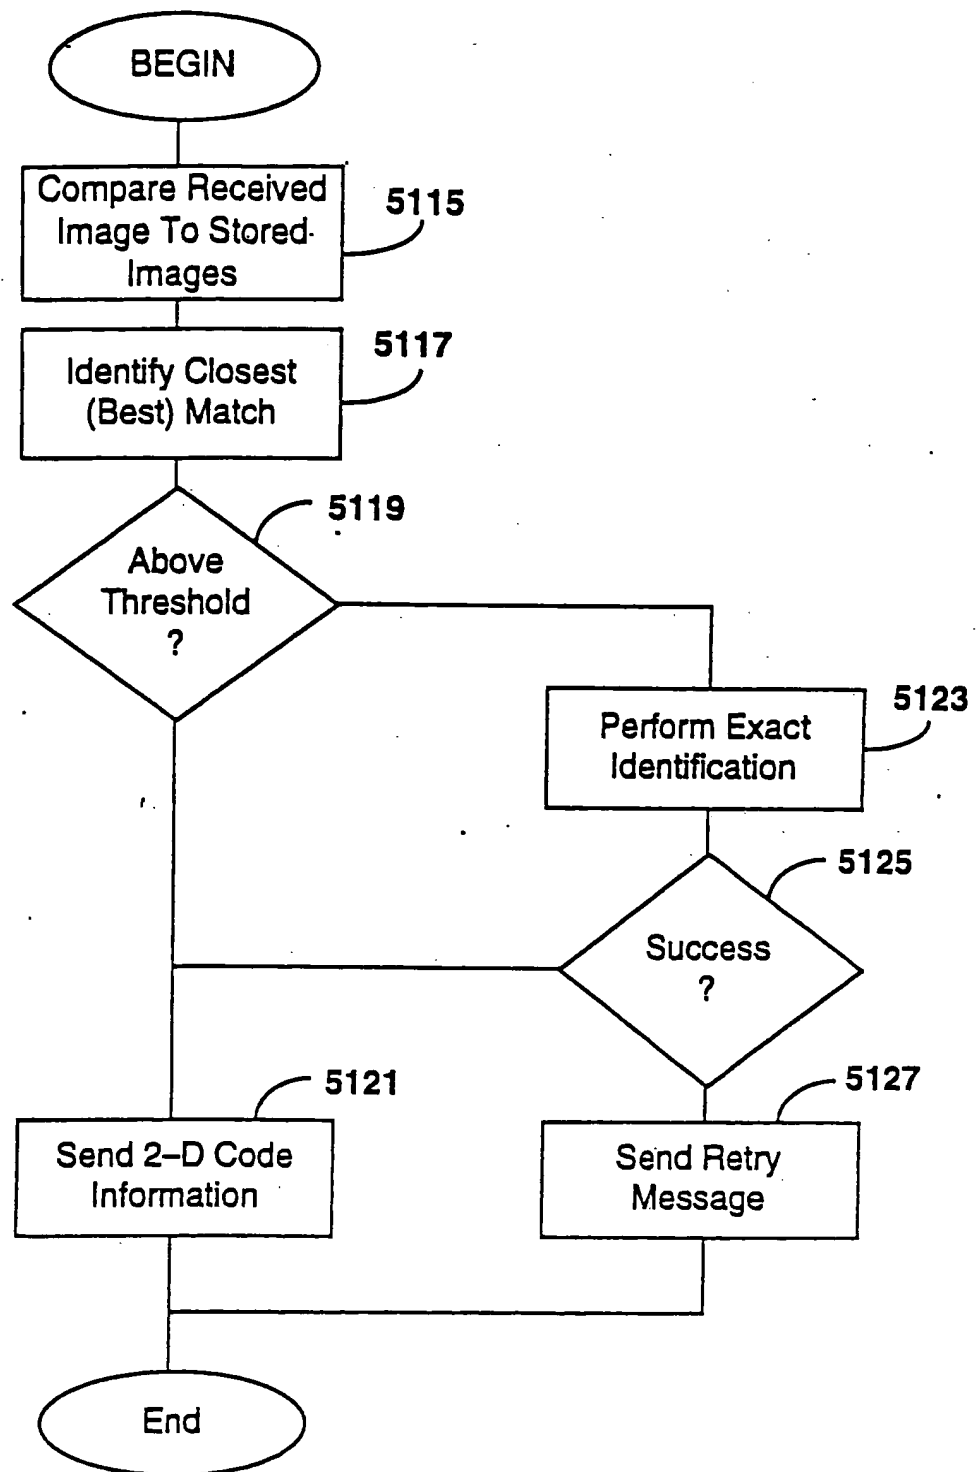 BEGIN
Compare Received
Image To Stored
Images
5115
Identify Closest
(Best) Match
5117
Above
Threshold
?
5119
Perform Exact
Identification
5123
Success
?
5125
Send 2-D Code
Information
5121
Send Retry
Message
5127
End